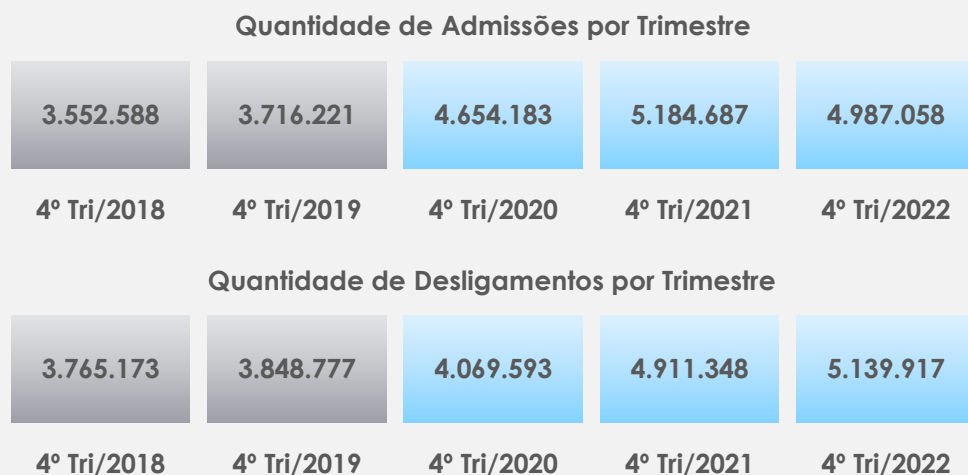 Quantidade de Admissões por Trimestre
3.552.588 3.716.221 4.654.183 5.184.687 4.987.058
4º Tri/2018 4º Tri/2019 4º Tri/2020 4º Tri/2021 4º Tri/2022
Quantidade de Desligamentos por Trimestre
3.765.173 3.848.777 4.069.593 4.911.348 5.139.917
4º Tri/2018 4º Tri/2019 4º Tri/2020 4º Tri/2021 4º Tri/2022